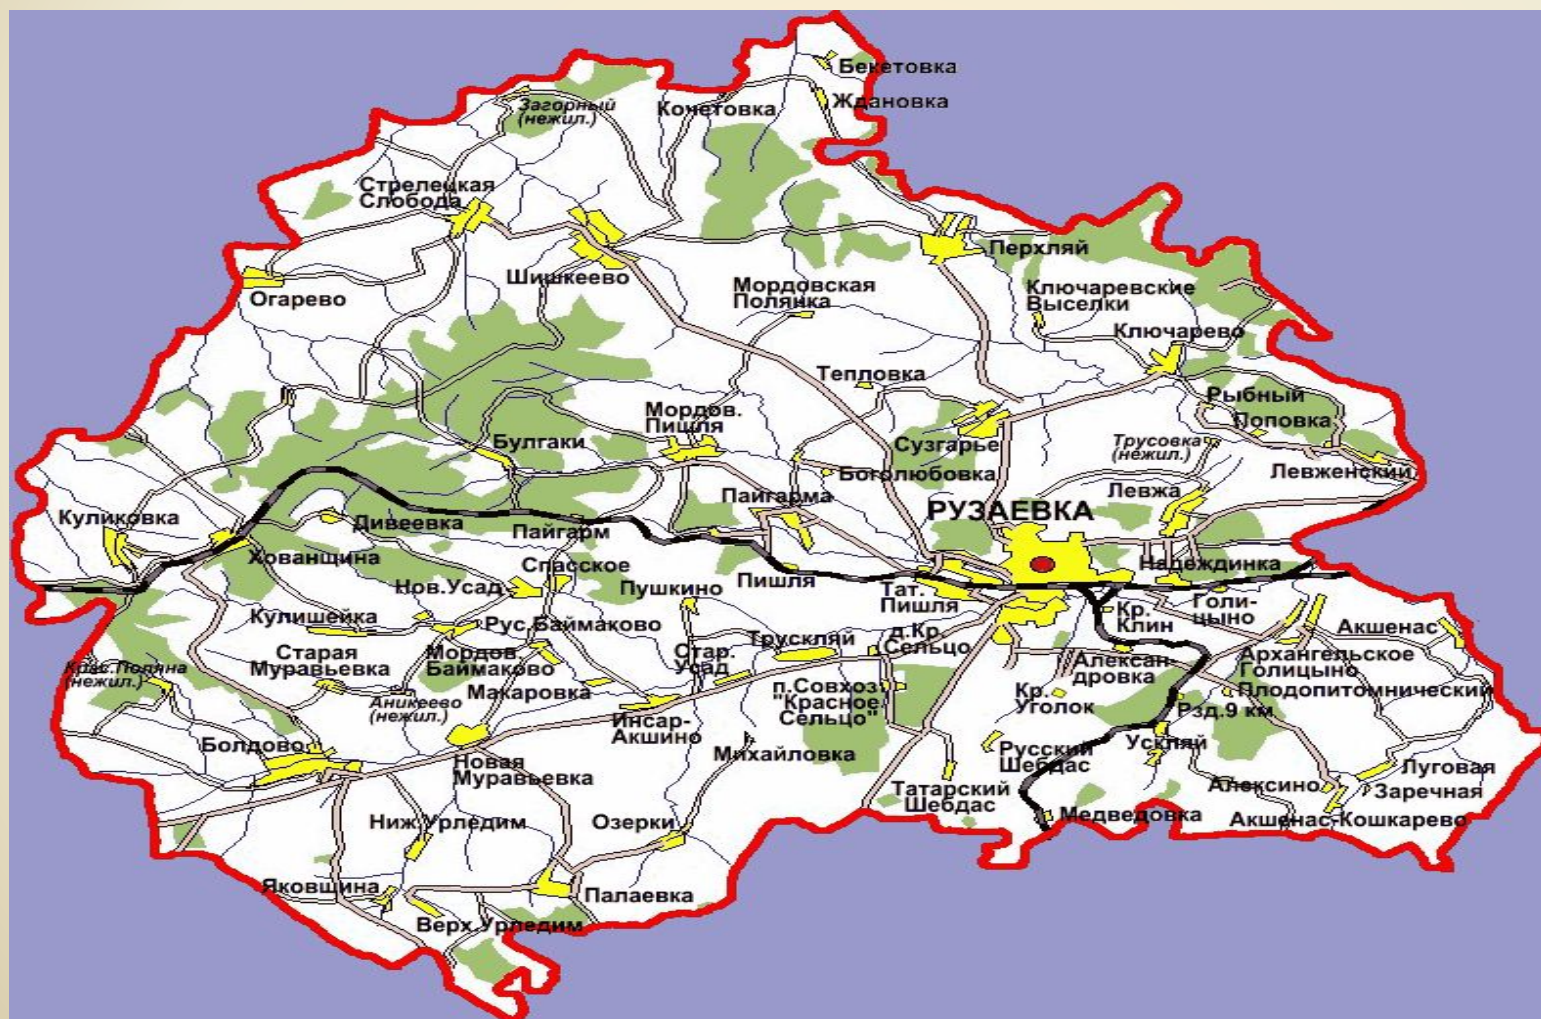 Бекетовка
Ждановка
Загорный
(нежил.)
Кочетовка
Стрелецкая
Слобода
Перхляй
Шишкеево
Огарево
Мордовская
Полянка
Ключаревские
Выселки
Ключарево
Тепловка
Рыбный
Поповка
Мордов.
Пишля
Булгаки
Сузгарье
Трусовка
(нежил.)
Левженский
Боголюбовка
Пайгарма
Левжа
РУЗАЕВКА
Куликовка
Дивеевка
Пайгарм
Хованщина
Спасское
Надеждинка
Нов.Усад
Пушкино
Пишля
Тат.
Пишля
Голи-
цыно
Кр.
Клин
Кулишейка
Рус.Баймаково
Трускляй
д.Кр.
Сельцо
Акшенас
Старая
Муравьевка
Мордов.
Баймаково
Стар.
Усад
Алексан-
дровка
Архангельское
Голицыно
Крас.Поляна
(нежил.)
Аникеево
(нежил.)
Макаровка
п.Совхоз
"Красное
Сельцо"
Кр.
Уголок
Плодопитомнический
Рзд.9 км
Инсар-
Акшино
Болдово
Новая
Муравьевка
Михайловка
Русский
Шебдас
Ускляй
Татарский
Шебдас
Алексино
Луговая
Заречная
Ниж.Урледим
Озерки
Медведовка
Акшенас-Кошкарево
Яковщина
Палаевка
Верх.Урледим